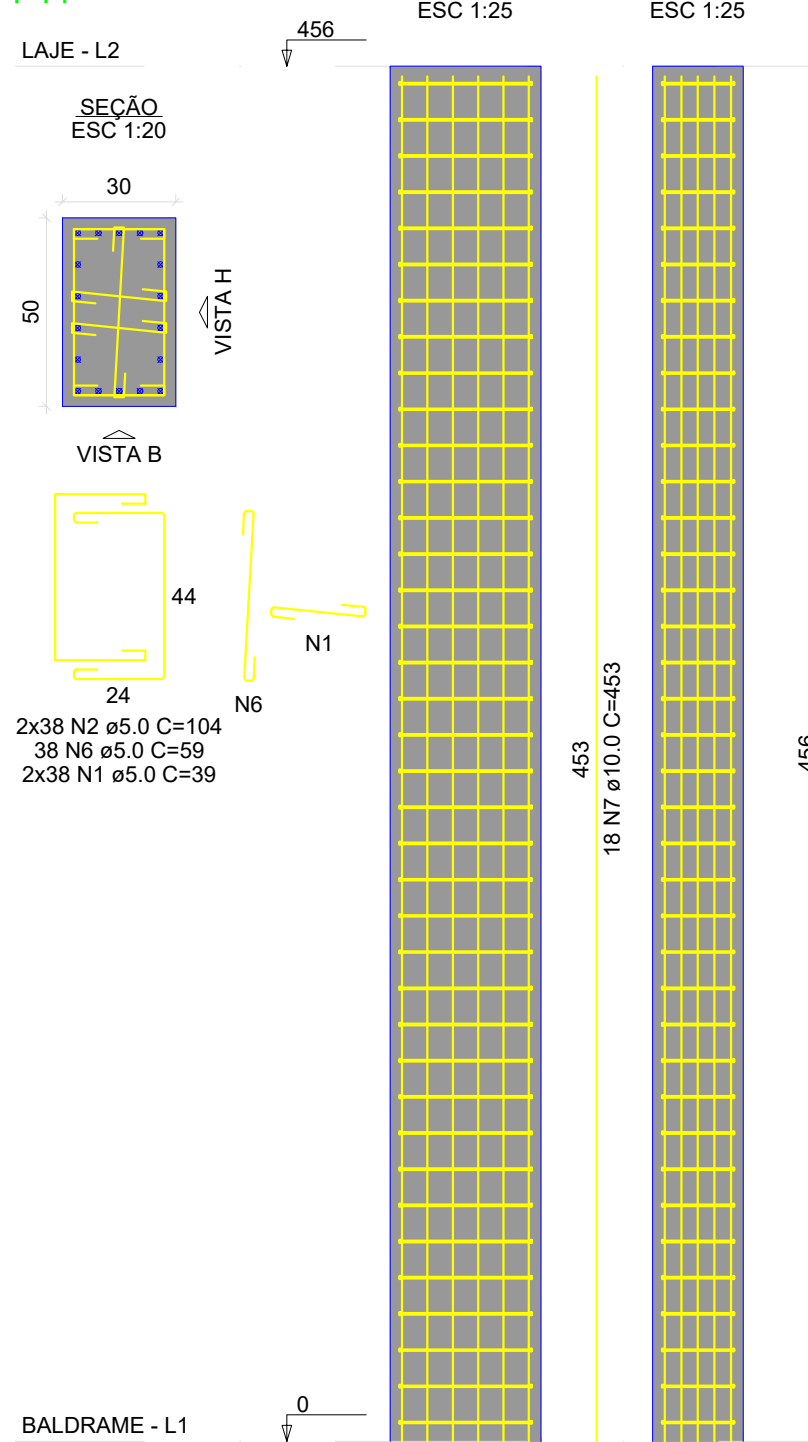 ESC 1:25
ESC 1:25
456
LAJE - L2
SEÇÃO
ESC 1:20
30
50
VISTA H
VISTA B
44
24
N6
N1
2x38 N2 ø5.0 C=104
38 N6 ø5.0 C=59
2x38 N1 ø5.0 C=39
453
18 N7 ø10.0 C=453
456
0
BALDRAME - L1